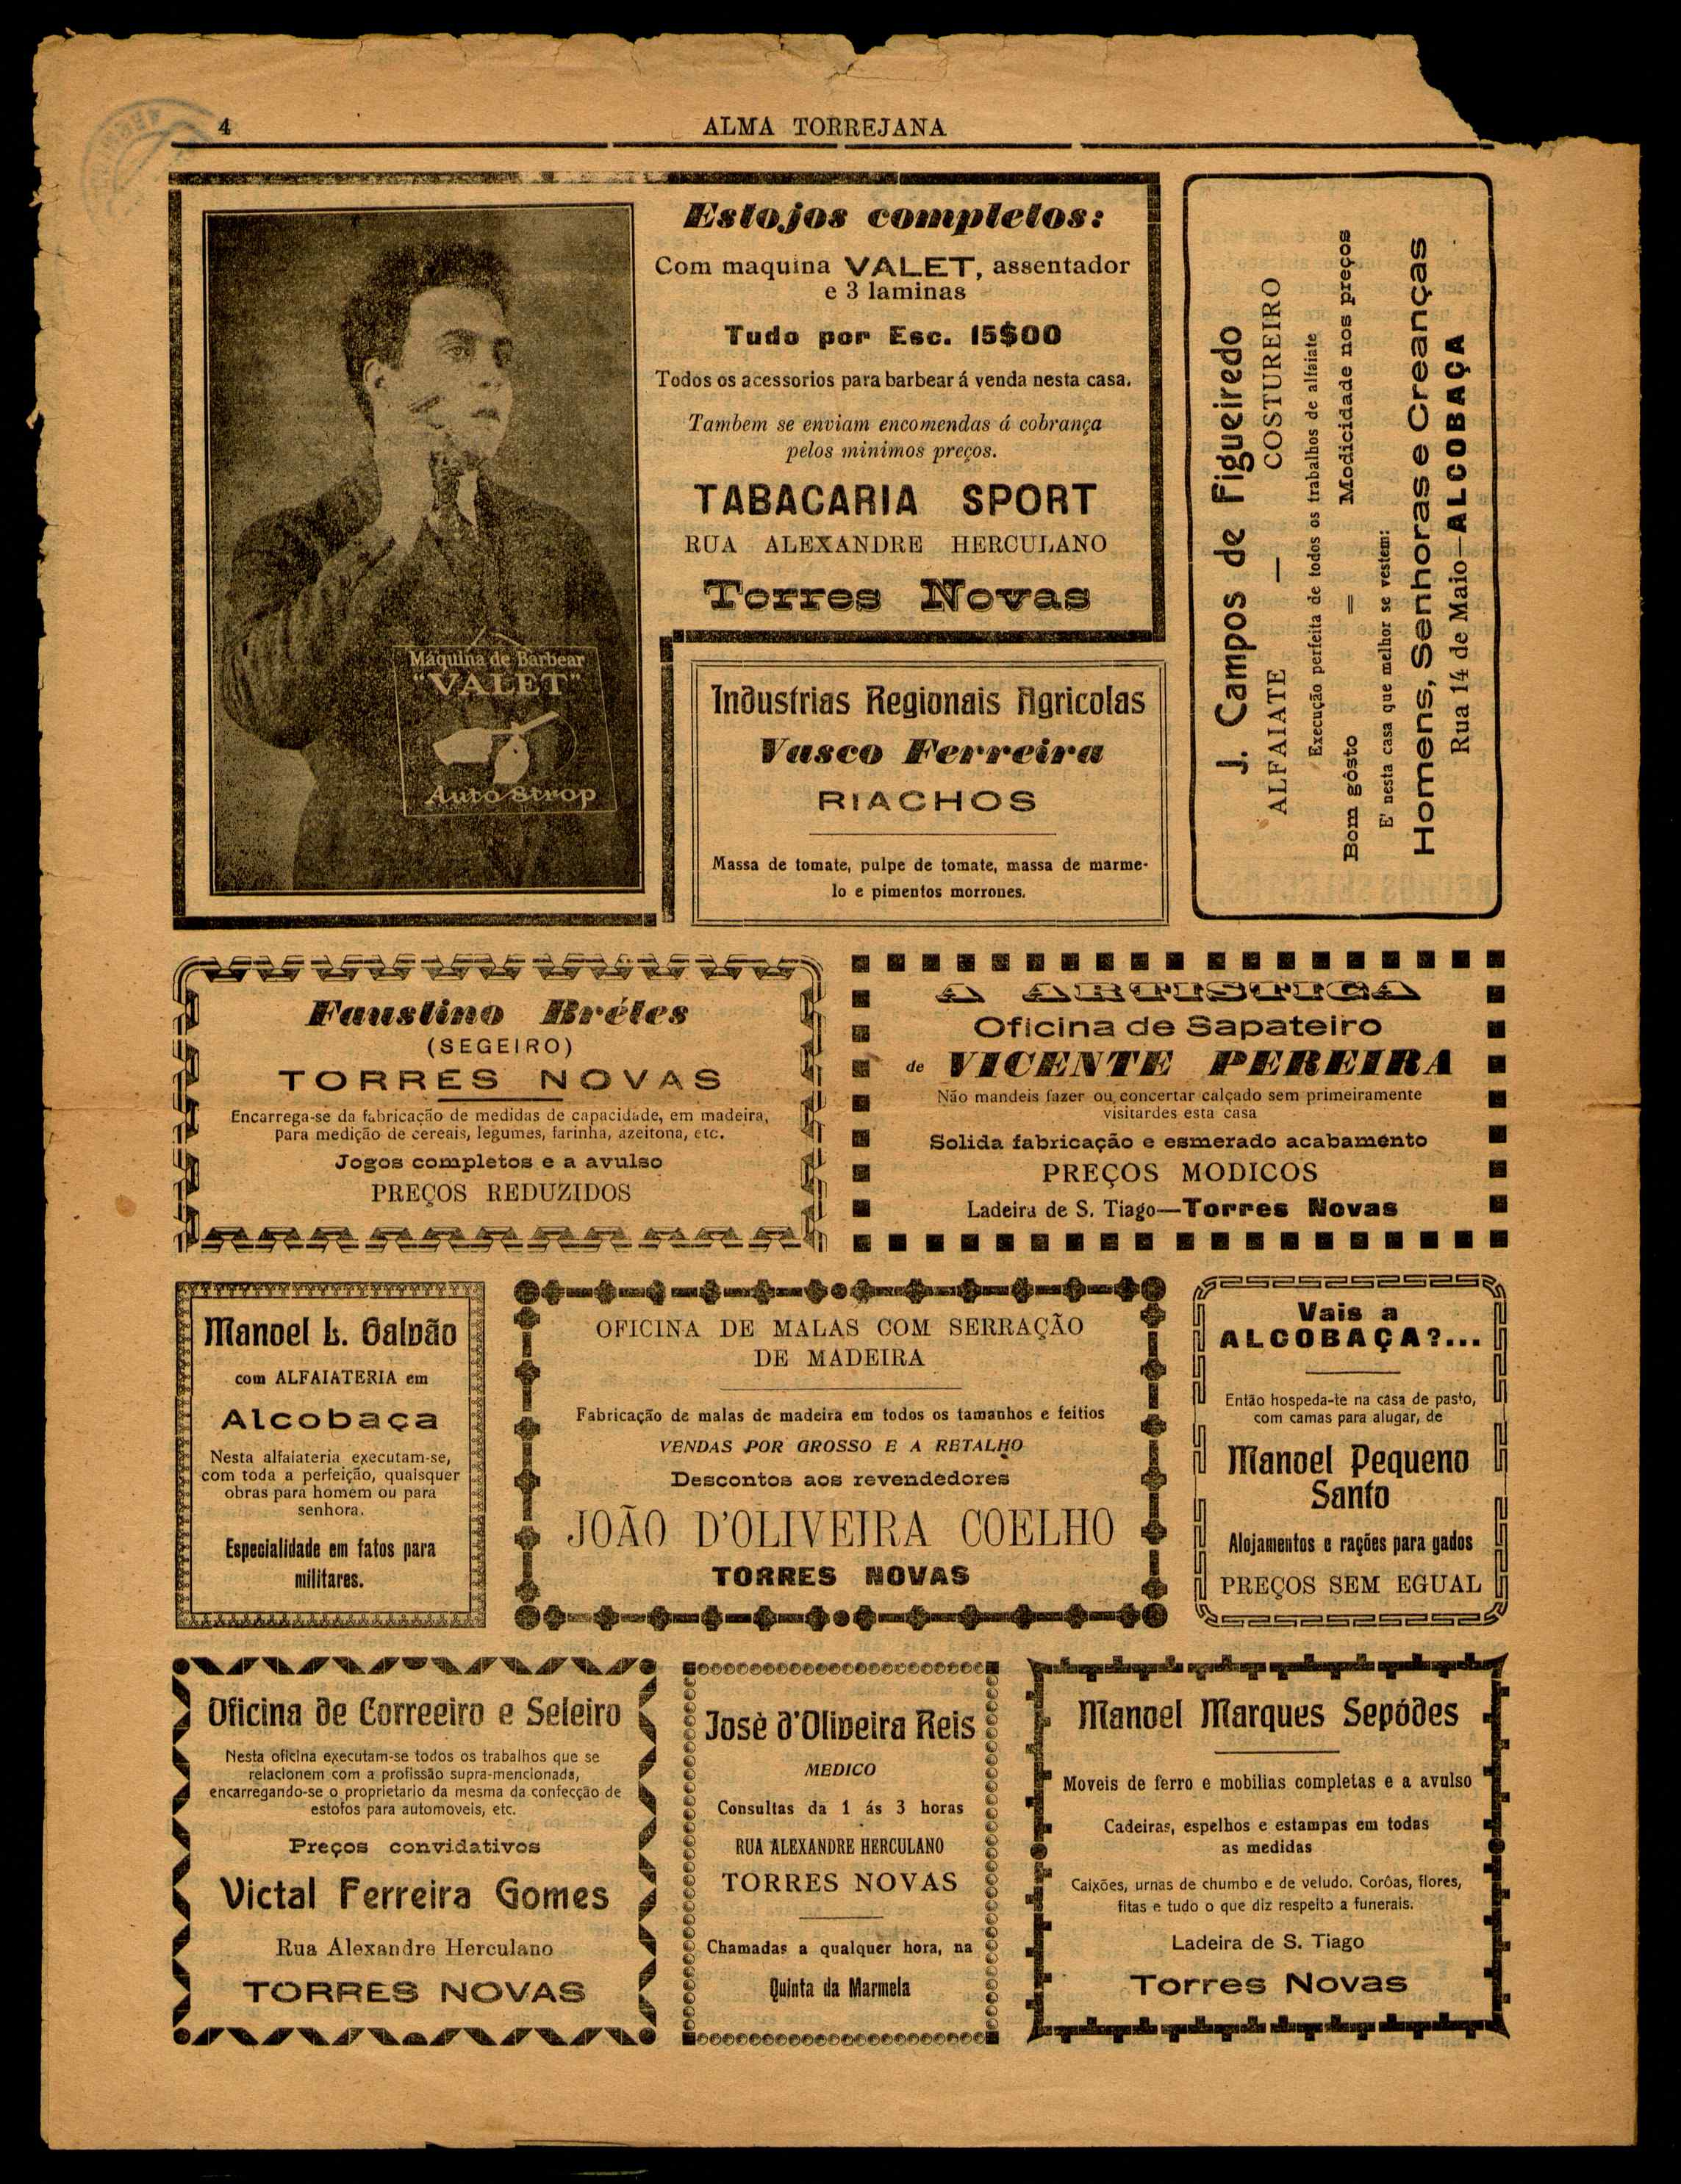 4
ALMA TORREJANA
Estojos completos:
Com maquina VALET, assentador
e 3 laminas
Tudo por Esc. 15$00
Todos os acessorios para barbear á venda nesta casa.
Tambem se enviam encomendas á cobrança
pelos minimos preços.
TABACARIA SPORT
RUA ALEXANDRE HERCULANO
Torres Novas
Máquina de Barbear
"VALET"
Auto Strop
Industrias Regionais Agricolas
Vasco Ferreira
RIACHOS
Massa de tomate, pulpe de tomate, massa de marme-
lo e pimentos morrones.
J. Campos de Figueiredo
ALFAIATE — COSTUREIRO
Execução perfeita de todos os trabalhos de alfaiate
Bom gôsto = Modicidade nos preços
E' nesta casa que melhor se vestem:
Homens, Senhoras e Creanças
Rua 14 de Maio—ALCOBAÇA
Faustino Brétes
(SEGEIRO)
TORRES NOVAS
Encarrega-se da fabricação de medidas de capacidade, em madeira,
para medição de cereais, legumes, farinha, azeitona, etc.
Jogos completos e a avulso
PREÇOS REDUZIDOS
A ARTISTICA
Oficina de Sapateiro
de VICENTE PEREIRA
Não mandeis fazer ou concertar calçado sem primeiramente
visitardes esta casa
Solida fabricação e esmerado acabamento
PREÇOS MODICOS
Ladeira de S. Tiago—Torres Novas
Manoel L. Galvão
com ALFAIATERIA em
Alcobaça
Nesta alfaiateria executam-se,
com toda a perfeição, quaisquer
obras para homem ou para
senhora.
Especialidade em fatos para
militares.
OFICINA DE MALAS COM SERRAÇÃO
DE MADEIRA
Fabricação de malas de madeira em todos os tamanhos e feitios
VENDAS POR GROSSO E A RETALHO
Descontos aos revendedores
JOÃO D'OLIVEIRA COELHO
TORRES NOVAS
Vais a
ALCOBAÇA?...
Então hospeda-te na casa de pasto,
com camas para alugar, de
Manoel Pequeno
Santo
Alojamentos e rações para gados
PREÇOS SEM EGUAL
Oficina de Correeiro e Seleiro
Nesta oficina executam-se todos os trabalhos que se
relacionem com a profissão supra-mencionada,
encarregando-se o proprietario da mesma da confecção de
estofos para automoveis, etc.
Preços convidativos
Victal Ferreira Gomes
Rua Alexandre Herculano
TORRES NOVAS
Josè d'Oliveira Reis
MEDICO
Consultas da 1 ás 3 horas
RUA ALEXANDRE HERCULANO
TORRES NOVAS
Chamadas a qualquer hora, na
Quinta da Marmela
Manoel Marques Sepódes
Moveis de ferro e mobilias completas e a avulso
Cadeiras, espelhos e estampas em todas
as medidas
Caixões, urnas de chumbo e de veludo. Corôas, flores,
fitas e tudo o que diz respeito a funerais.
Ladeira de S. Tiago
Torres Novas